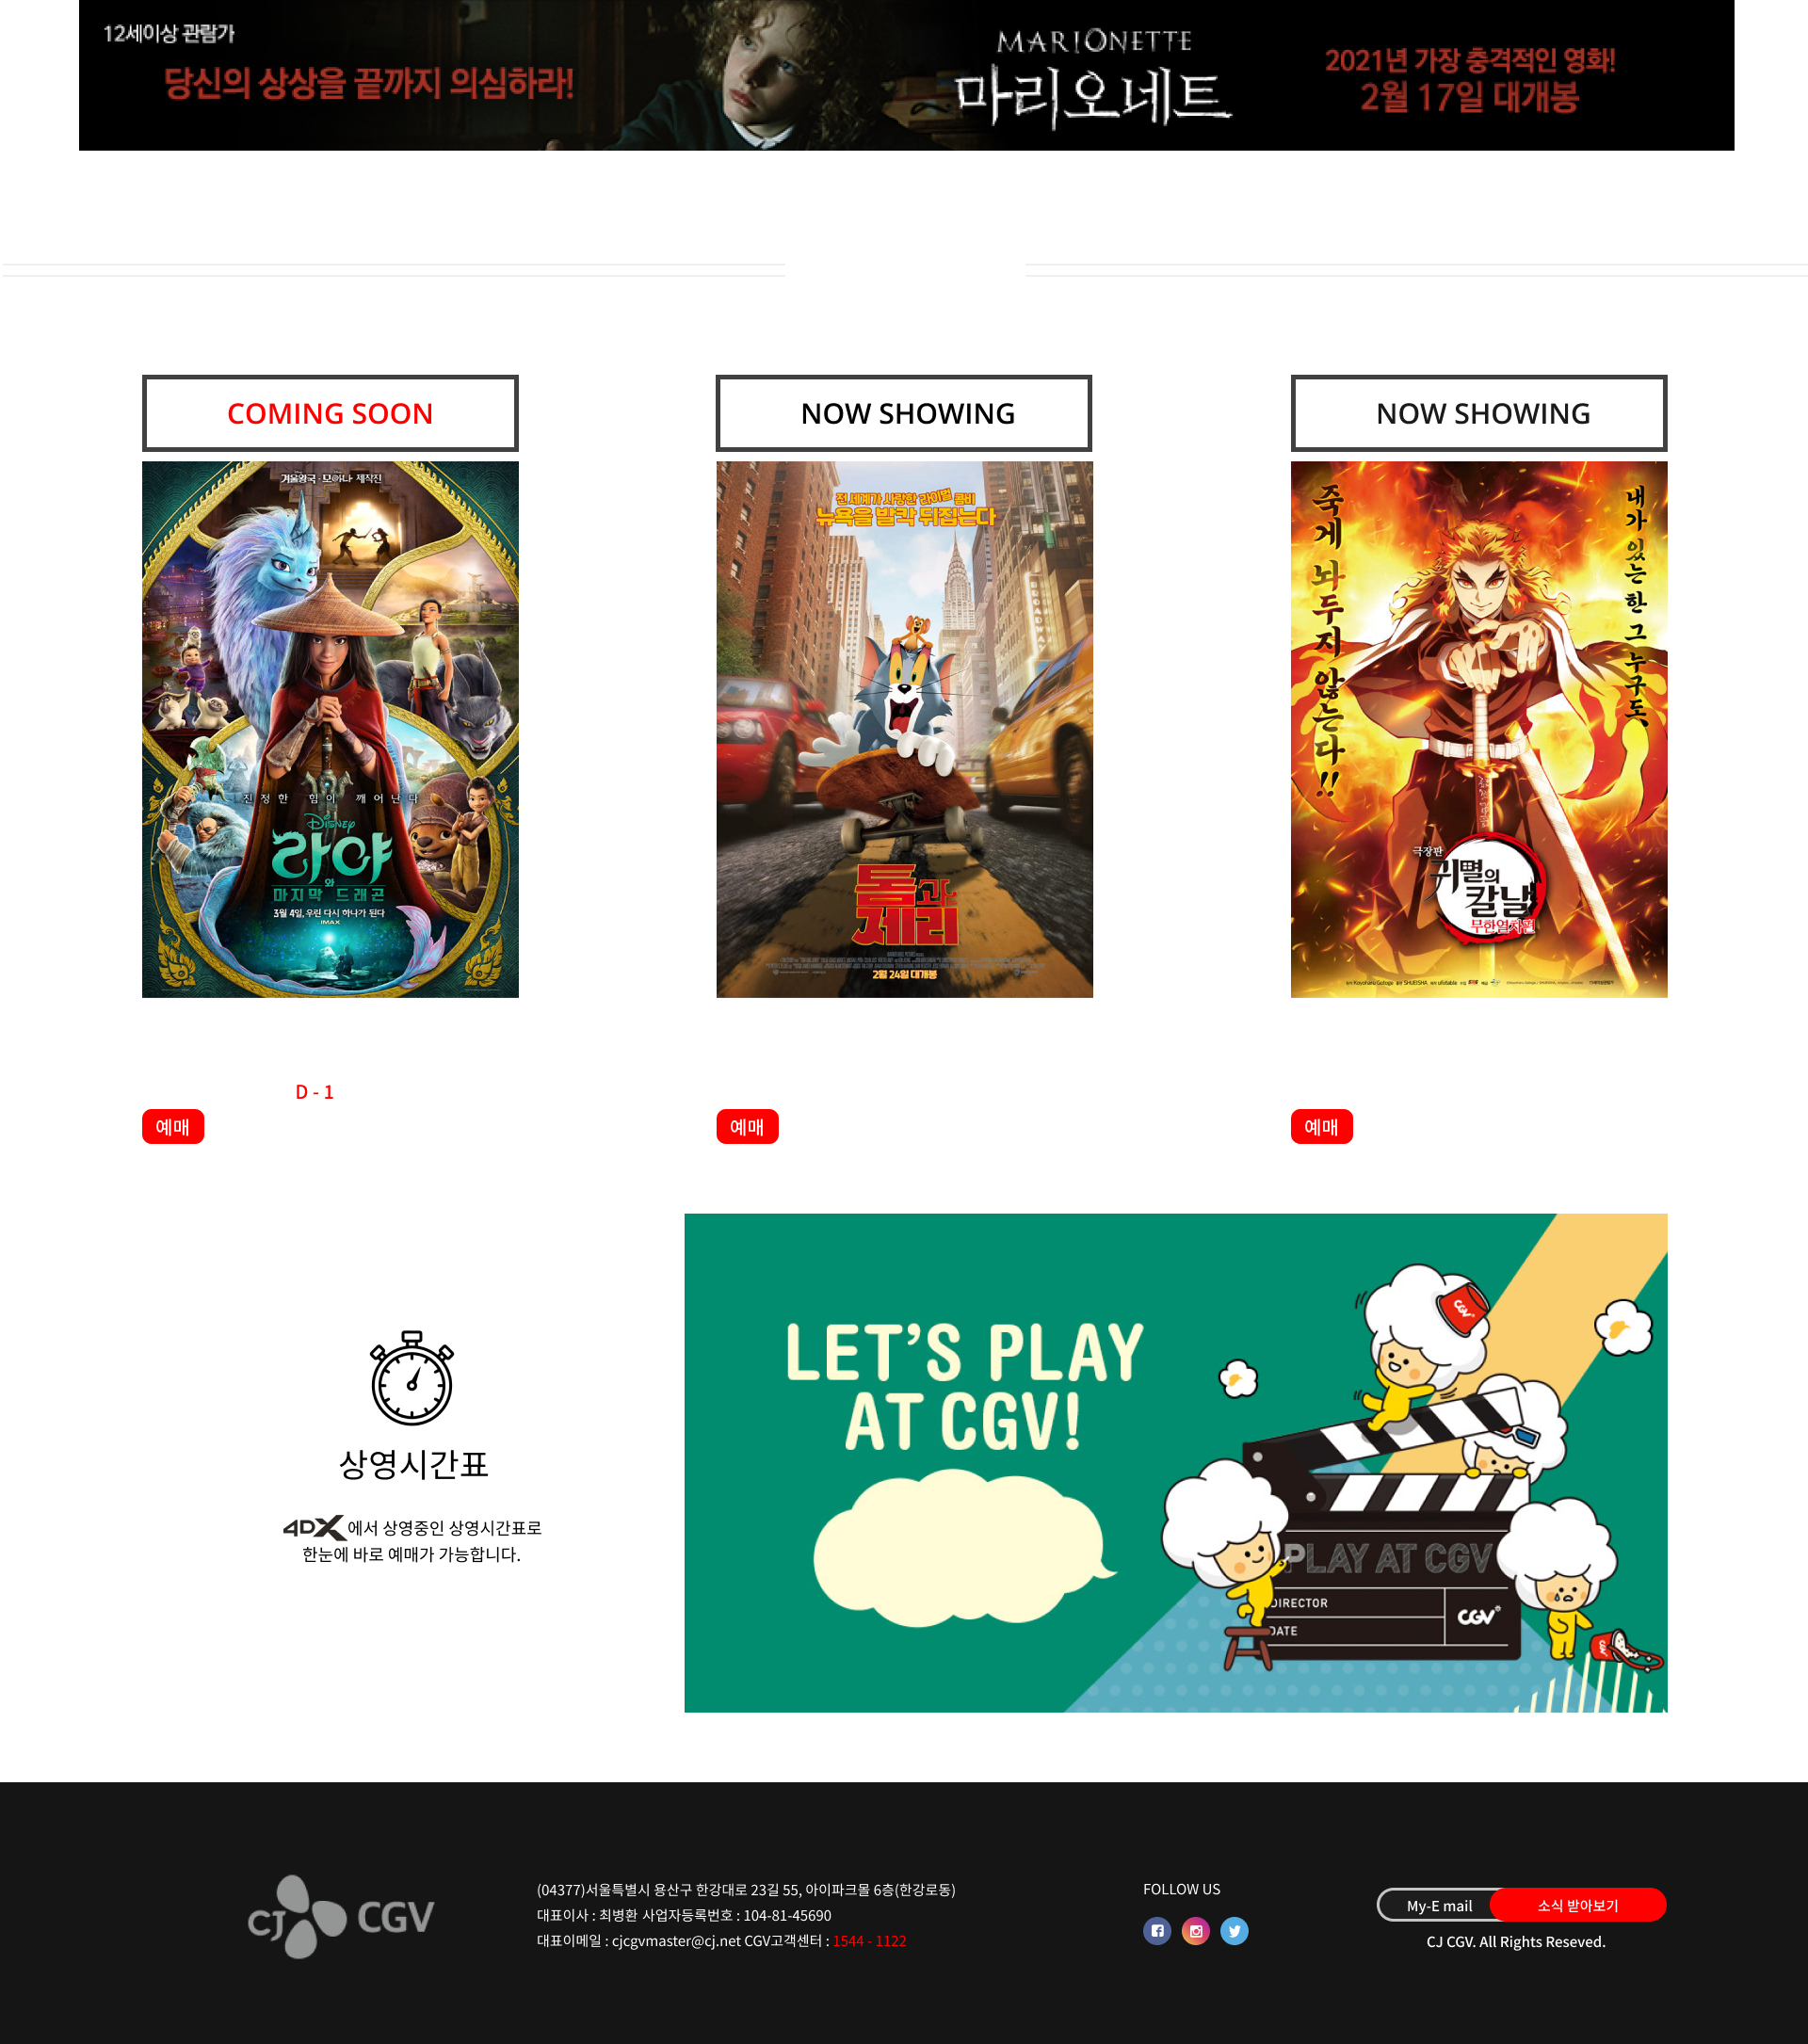 12세이상 관람가
당신의 상상을 끝까지 의심하라!
MARIONETTE
마리오네트
2021년 가장 충격적인 영화!
2월 17일 대개봉
COMING SOON
NOW SHOWING
NOW SHOWING
겨울왕국·모아나 제작진
진정한 힘이 깨어난다
DISNEY
라야
와
마지막 드래곤
3월 4일, 우린 다시 하나가 된다
IMAX
전 세계가 사랑한 라이벌 콤비
뉴욕을 발칵 뒤집는다
톰과
제리
2월 24일 대개봉
내가 있는 한 그 누구도,
죽게 놔두지 않는다!!
극장판
귀멸의
칼날
무한열차편
D - 1
예매
예매
예매
상영시간표
4DX에서 상영중인 상영시간표로
한눈에 바로 예매가 가능합니다.
LET'S PLAY
AT CGV!
CGV
PLAY AT CGV
DIRECTOR
DATE
CGV
CJ CGV
(04377)서울특별시 용산구 한강대로 23길 55, 아이파크몰 6층(한강로동)
대표이사 : 최병환 사업자등록번호 : 104-81-45690
대표이메일 : cjcgvmaster@cj.net CGV고객센터 : 1544 - 1122
FOLLOW US
My-E mail
소식 받아보기
CJ CGV. All Rights Reseved.